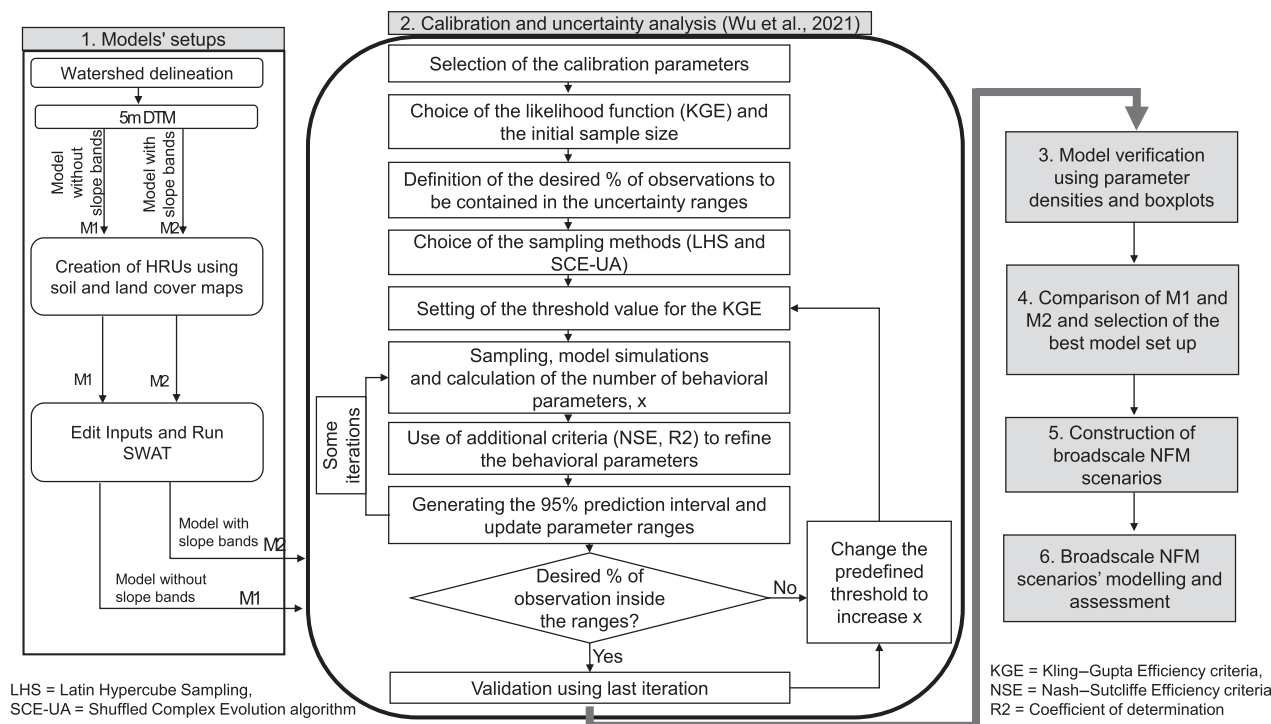 1. Models' setups
Watershed delineation
5m DTM
Model
without
slope bands
Model with
slope bands
M1
M2
Creation of HRUs using
soil and land cover maps
M1
M2
Edit Inputs and Run
SWAT
Model with
slope bands
M2
Model without
slope bands
M1
LHS = Latin Hypercube Sampling,
SCE-UA = Shuffled Complex Evolution algorithm
2. Calibration and uncertainty analysis (Wu et al., 2021)
Selection of the calibration parameters
Choice of the likelihood function (KGE) and
the initial sample size
Definition of the desired % of observations to
be contained in the uncertainty ranges
Choice of the sampling methods (LHS and
SCE-UA)
Setting of the threshold value for the KGE
Sampling, model simulations
and calculation of the number of behavioral
parameters, x
Use of additional criteria (NSE, R2) to refine
the behavioral parameters
Generating the 95% prediction interval and
update parameter ranges
Some
iterations
Desired % of
observation inside
the ranges?
No
Yes
Change the
predefined
threshold to
increase x
Validation using last iteration
3. Model verification
using parameter
densities and boxplots
4. Comparison of M1 and
M2 and selection of the
best model set up
5. Construction of
broadscale NFM
scenarios
6. Broadscale NFM
scenarios’ modelling and
assessment
KGE = Kling–Gupta Efficiency criteria,
NSE = Nash–Sutcliffe Efficiency criteria
R2 = Coefficient of determination